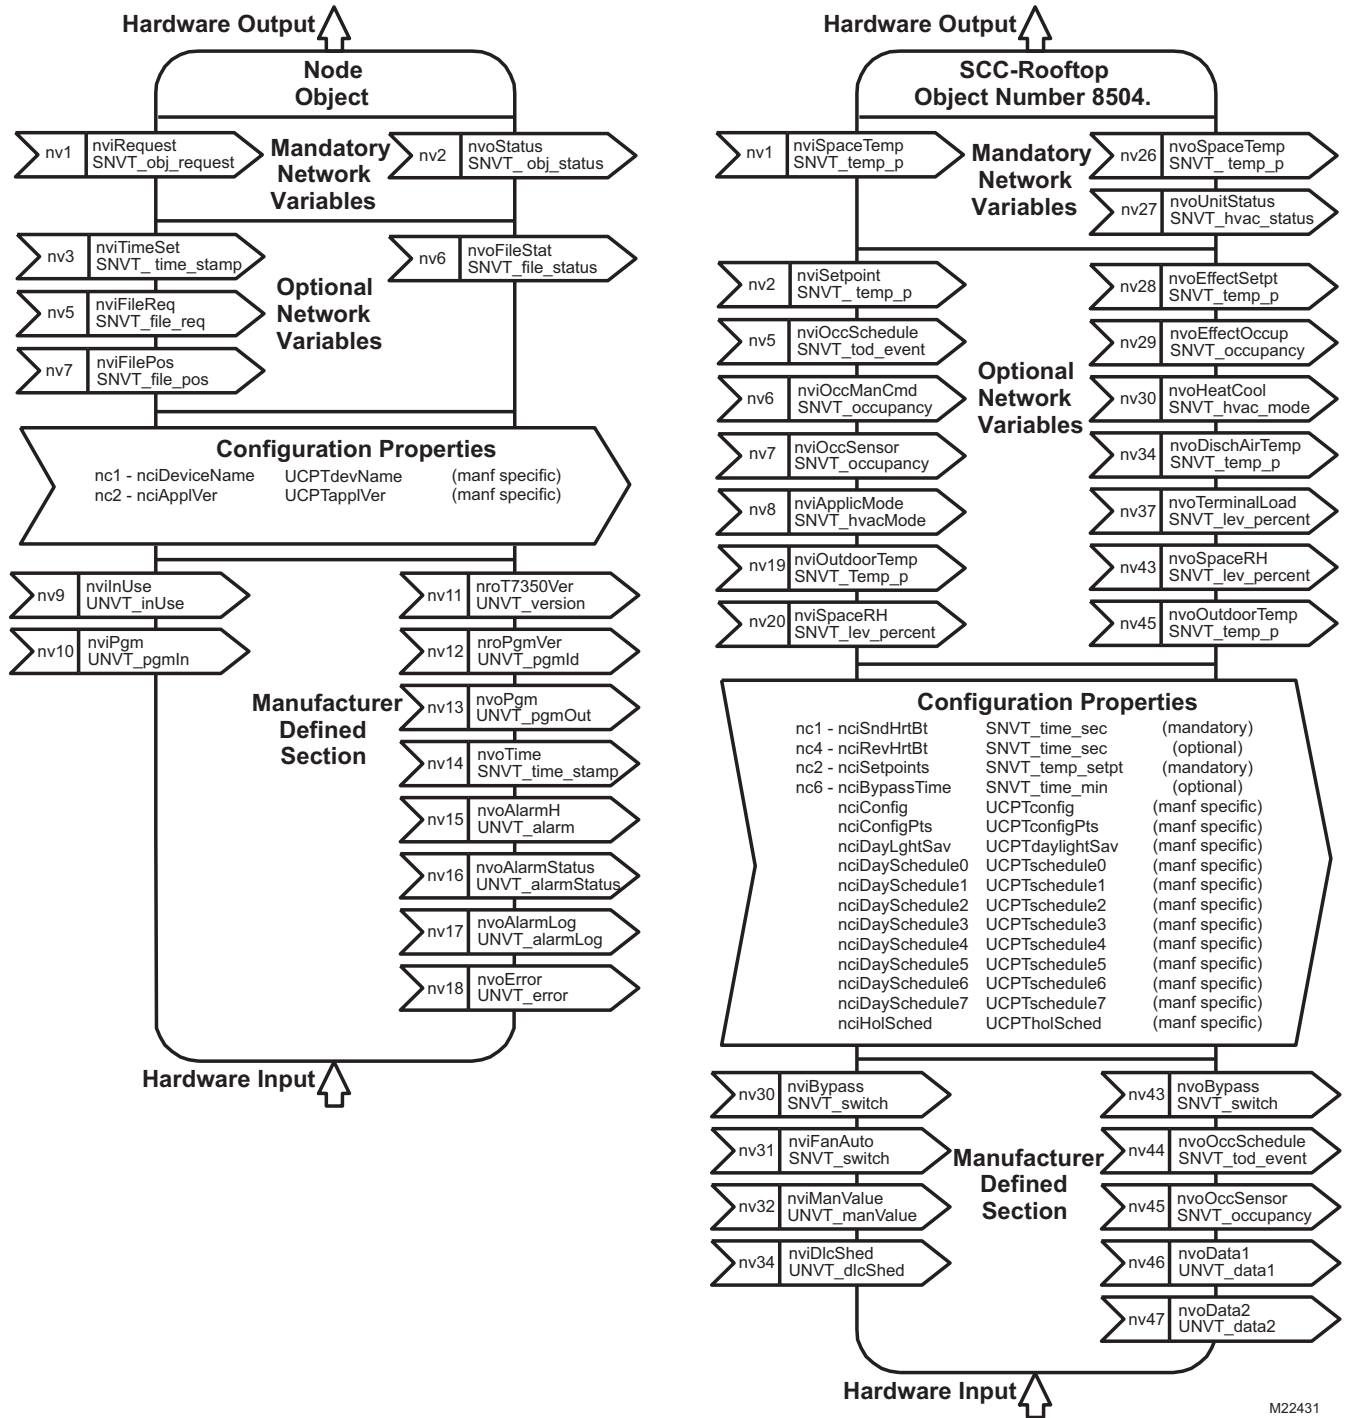 Hardware Output
Node
Object
nv1
nviRequest
SNVT_obj_request
Mandatory
Network
Variables
nv2
nvoStatus
SNVT_ obj_status
nv3
nviTimeSet
SNVT_ time_stamp
nv5
nviFileReq
SNVT_file_req
nv7
nviFilePos
SNVT_file_pos
Optional
Network
Variables
nv6
nvoFileStat
SNVT_file_status
Configuration Properties
nc1 - nciDeviceName UCPTdevName (manf specific)
nc2 - nciApplVer UCPTapplVer (manf specific)
nv9
nviInUse
UNVT_inUse
nv10
nviPgm
UNVT_pgmIn
Manufacturer
Defined
Section
nv11
nroT7350Ver
UNVT_version
nv12
nroPgmVer
UNVT_pgmId
nv13
nvoPgm
UNVT_pgmOut
nv14
nvoTime
SNVT_time_stamp
nv15
nvoAlarmH
UNVT_alarm
nv16
nvoAlarmStatus
UNVT_alarmStatus
nv17
nvoAlarmLog
UNVT_alarmLog
nv18
nvoError
UNVT_error
Hardware Input
Hardware Output
SCC-Rooftop
Object Number 8504.
nv1
nviSpaceTemp
SNVT_temp_p
Mandatory
Network
Variables
nv26
nvoSpaceTemp
SNVT_ temp_p
nv27
nvoUnitStatus
SNVT_hvac_status
nv2
nviSetpoint
SNVT_ temp_p
nv5
nviOccSchedule
SNVT_tod_event
nv6
nviOccManCmd
SNVT_occupancy
nv7
nviOccSensor
SNVT_occupancy
nv8
nviApplicMode
SNVT_hvacMode
nv19
nviOutdoorTemp
SNVT_Temp_p
nv20
nviSpaceRH
SNVT_lev_percent
Optional
Network
Variables
nv28
nvoEffectSetpt
SNVT_temp_p
nv29
nvoEffectOccup
SNVT_occupancy
nv30
nvoHeatCool
SNVT_hvac_mode
nv34
nvoDischAirTemp
SNVT_temp_p
nv37
nvoTerminalLoad
SNVT_lev_percent
nv43
nvoSpaceRH
SNVT_lev_percent
nv45
nvoOutdoorTemp
SNVT_temp_p
Configuration Properties
nc1 - nciSndHrtBt SNVT_time_sec (mandatory)
nc4 - nciRevHrtBt SNVT_time_sec (optional)
nc2 - nciSetpoints SNVT_temp_setpt (mandatory)
nc6 - nciBypassTime SNVT_time_min (optional)
nciConfig UCPTconfig (manf specific)
nciConfigPts UCPTconfigPts (manf specific)
nciDayLghtSav UCPTdaylightSav (manf specific)
nciDaySchedule0 UCPTschedule0 (manf specific)
nciDaySchedule1 UCPTschedule1 (manf specific)
nciDaySchedule2 UCPTschedule2 (manf specific)
nciDaySchedule3 UCPTschedule3 (manf specific)
nciDaySchedule4 UCPTschedule4 (manf specific)
nciDaySchedule5 UCPTschedule5 (manf specific)
nciDaySchedule6 UCPTschedule6 (manf specific)
nciDaySchedule7 UCPTschedule7 (manf specific)
nciHolSched UCPTholSched (manf specific)
nv30
nviBypass
SNVT_switch
nv31
nviFanAuto
SNVT_switch
nv32
nviManValue
UNVT_manValue
nv34
nviDlcShed
UNVT_dlcShed
Manufacturer
Defined
Section
nv43
nvoBypass
SNVT_switch
nv44
nvoOccSchedule
SNVT_tod_event
nv45
nvoOccSensor
SNVT_occupancy
nv46
nvoData1
UNVT_data1
nv47
nvoData2
UNVT_data2
Hardware Input
M22431